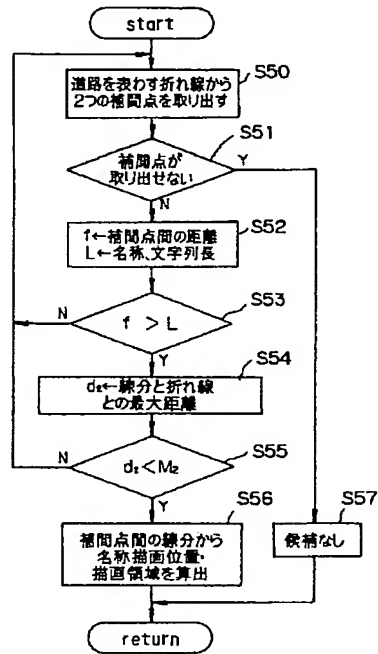 start
S50
道路を表わす折れ線から
2つの補間点を取り出す
S51
補間点が
取り出せない
Y
N
S52
f←補間点間の距離
L←名称、文字列長
S53
f > L
N
Y
S54
d₂←線分と折れ線
との最大距離
S55
d₂<M₂
N
Y
S56
補間点間の線分から
名称描画位置・
描画領域を算出
S57
候補なし
return